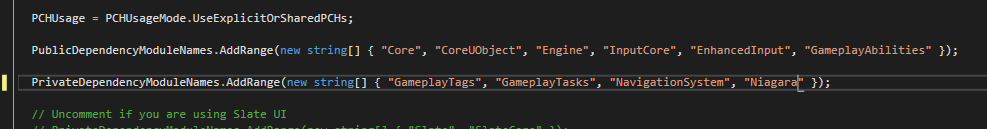 PCHUsage = PCHUsageMode.UseExplicitOrSharedPCHs;
PublicDependencyModuleNames.AddRange(new string[] { "Core", "CoreUObject", "Engine", "InputCore", "EnhancedInput", "GameplayAbilities" });
PrivateDependencyModuleNames.AddRange(new string[] { "GameplayTags", "GameplayTasks", "NavigationSystem", "Niagara" });
// Uncomment if you are using Slate UI
// PrivateDependencyModuleNames.AddRange(new string[] { "Slate", "SlateCore" });